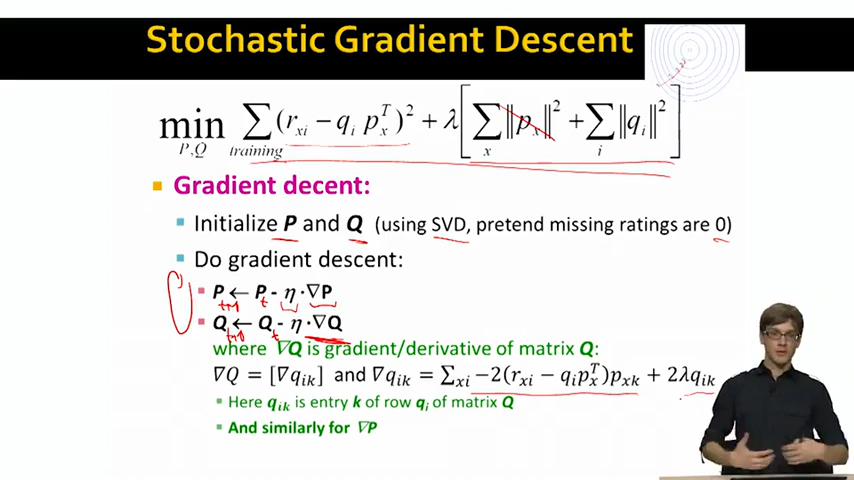 Stochastic Gradient Descent
min_{P,Q} ∑_{training} (r_{xi} − q_i p_x^T)^2 + λ[∑_x ||p_x||^2 + ∑_i ||q_i||^2]
Gradient decent:
Initialize P and Q (using SVD, pretend missing ratings are 0)
Do gradient descent:
P ← P - η · ∇P
t+1 t
Q ← Q - η · ∇Q
t+1 t
where ∇Q is gradient/derivative of matrix Q:
∇Q = [∇q_{ik}] and ∇q_{ik} = ∑_{xi} −2(r_{xi} − q_i p_x^T)p_{xk} + 2λq_{ik}
Here q_{ik} is entry k of row q_i of matrix Q
And similarly for ∇P